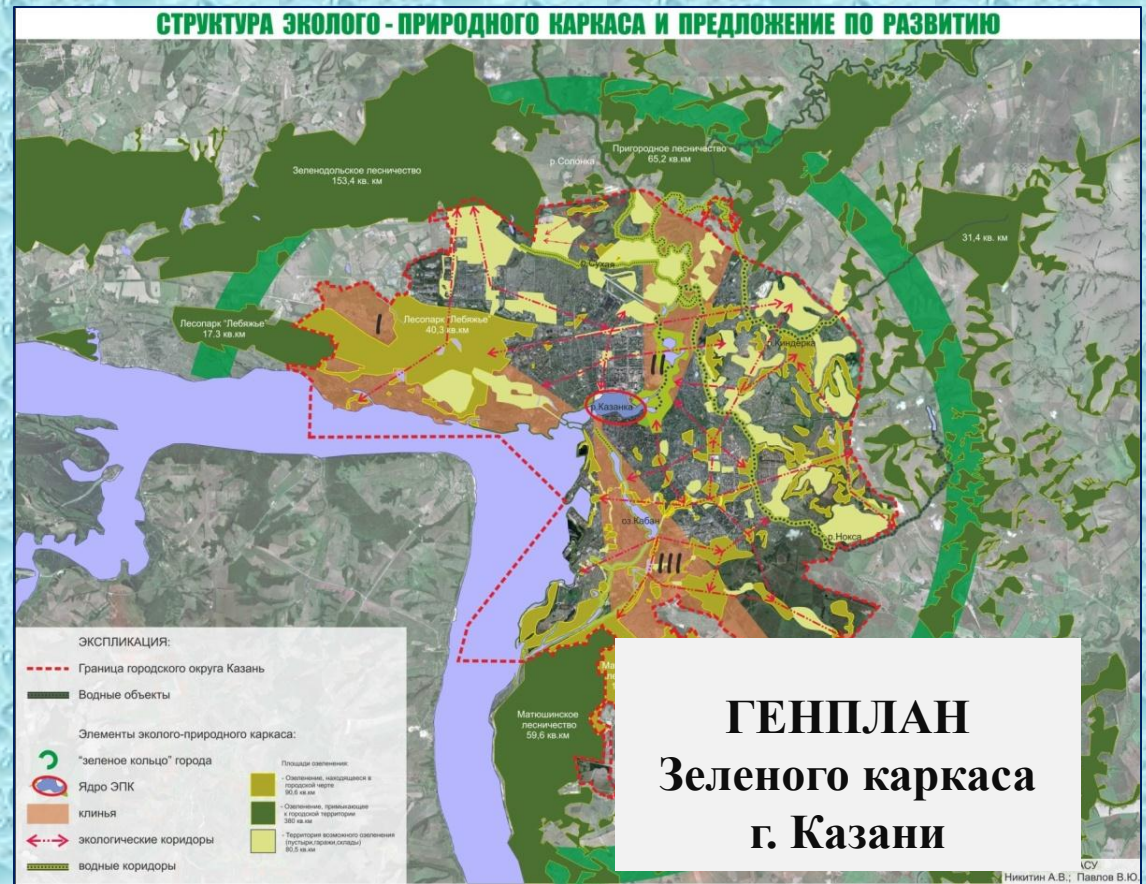 СТРУКТУРА ЭКОЛОГО - ПРИРОДНОГО КАРКАСА И ПРЕДЛОЖЕНИЕ ПО РАЗВИТИЮ
Пригородное лесничество
65,2 кв.км
р.Солонка
Зеленодольское лесничество
153,4 кв. км
31,4 кв. км
р.Сухая
Лесопарк "Лебяжье"
17.3 кв.км
I
Лесопарк "Лебяжье"
40,3 кв.км
р.Киндерка
II
р.Казанка
оз.Кабан
р.Нокса
III
Матюшинское
лесничество
59,6 кв.км
ЭКСПЛИКАЦИЯ:
Граница городского округа Казань
Водные объекты
Элементы эколого-природного каркаса:
"зеленое кольцо" города
Ядро ЭПК
клинья
экологические коридоры
водные коридоры
Площади озеленения:
- Озеленение, находящееся в
городской черте
90,6 кв.км
- Озеленение, примыкающее
к городской территории
380 кв.км
- Территория возможного озеленения
(пустыри,гаражи,склады)
80,5 кв.км
ГЕНПЛАН
Зеленого каркаса
г. Казани
Никитин А.В.; Павлов В.Ю.